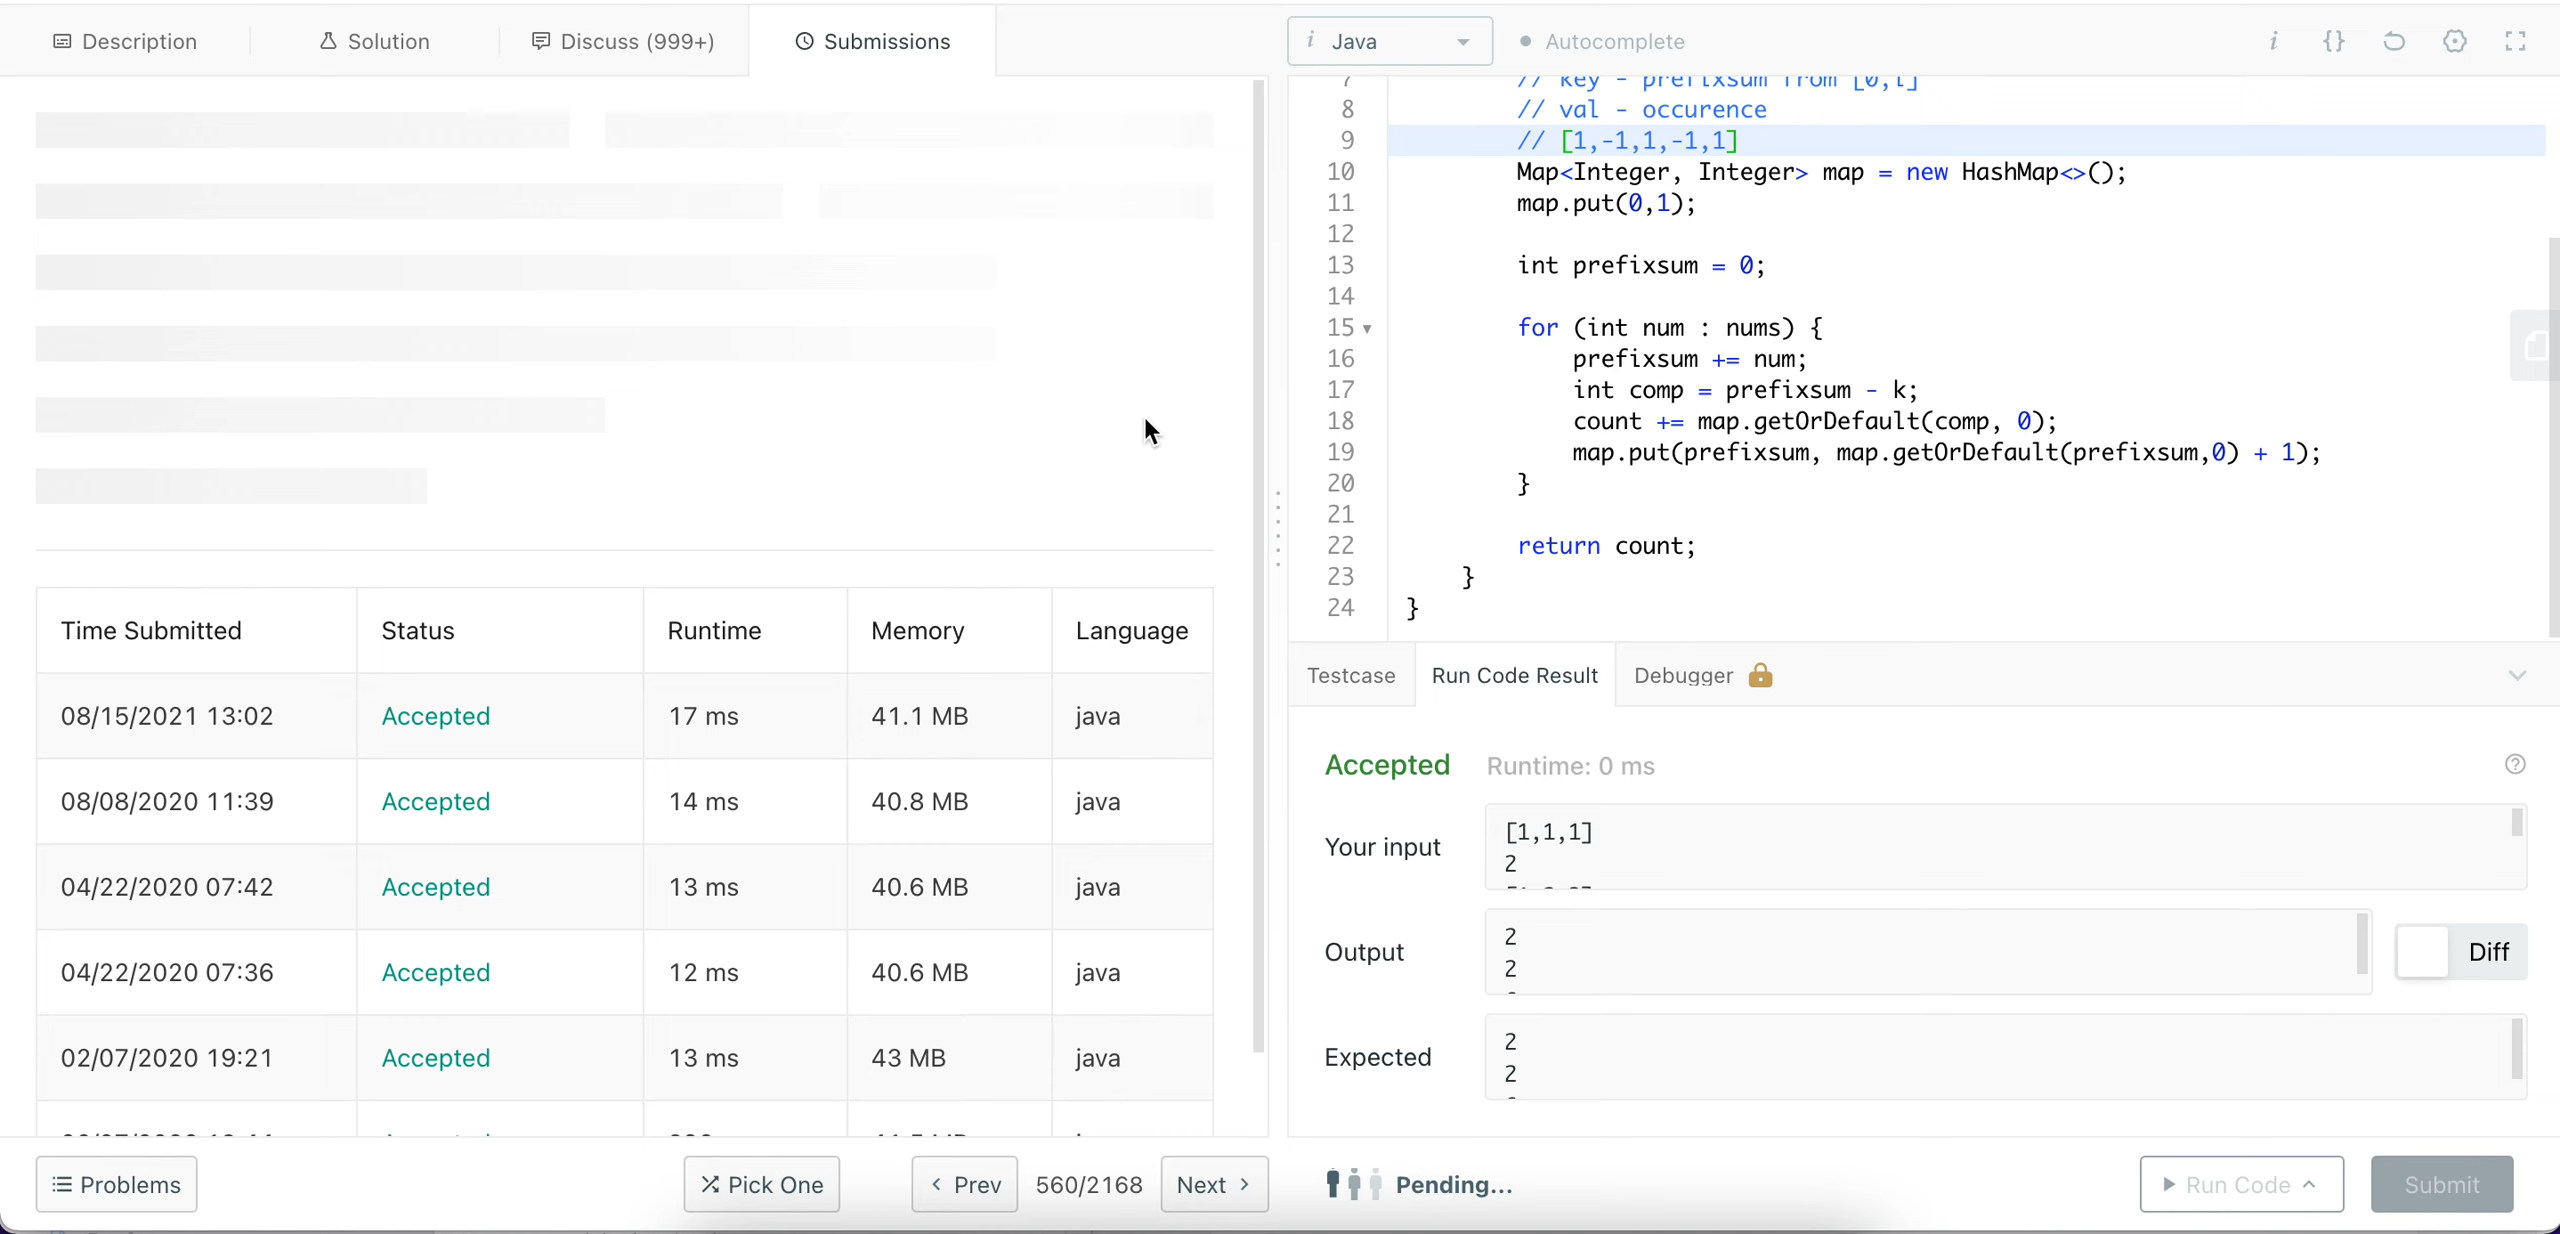 Description
Solution
Discuss (999+)
Submissions
i Java
Autocomplete
i {}
7 // key - prefixsum from [0,i]
8 // val - occurence
9 // [1,-1,1,-1,1]
10 Map<Integer, Integer> map = new HashMap<>();
11 map.put(0,1);
12
13 int prefixsum = 0;
14
15 for (int num : nums) {
16 prefixsum += num;
17 int comp = prefixsum - k;
18 count += map.getOrDefault(comp, 0);
19 map.put(prefixsum, map.getOrDefault(prefixsum,0) + 1);
20 }
21
22 return count;
23 }
24 }
Time Submitted Status Runtime Memory Language
08/15/2021 13:02 Accepted 17 ms 41.1 MB java
08/08/2020 11:39 Accepted 14 ms 40.8 MB java
04/22/2020 07:42 Accepted 13 ms 40.6 MB java
04/22/2020 07:36 Accepted 12 ms 40.6 MB java
02/07/2020 19:21 Accepted 13 ms 43 MB java
Testcase Run Code Result Debugger
Accepted Runtime: 0 ms
Your input
[1,1,1]
2
Output
2
2
Diff
Expected
2
2
Problems
Pick One
Prev 560/2168 Next
Pending...
Run Code
Submit